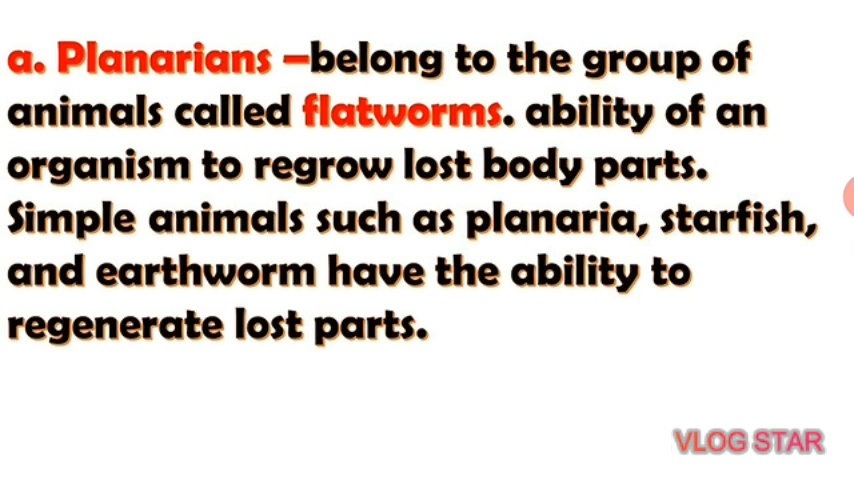 a. Planarians –belong to the group of
animals called flatworms. ability of an
organism to regrow lost body parts.
Simple animals such as planaria, starfish,
and earthworm have the ability to
regenerate lost parts.
VLOG STAR